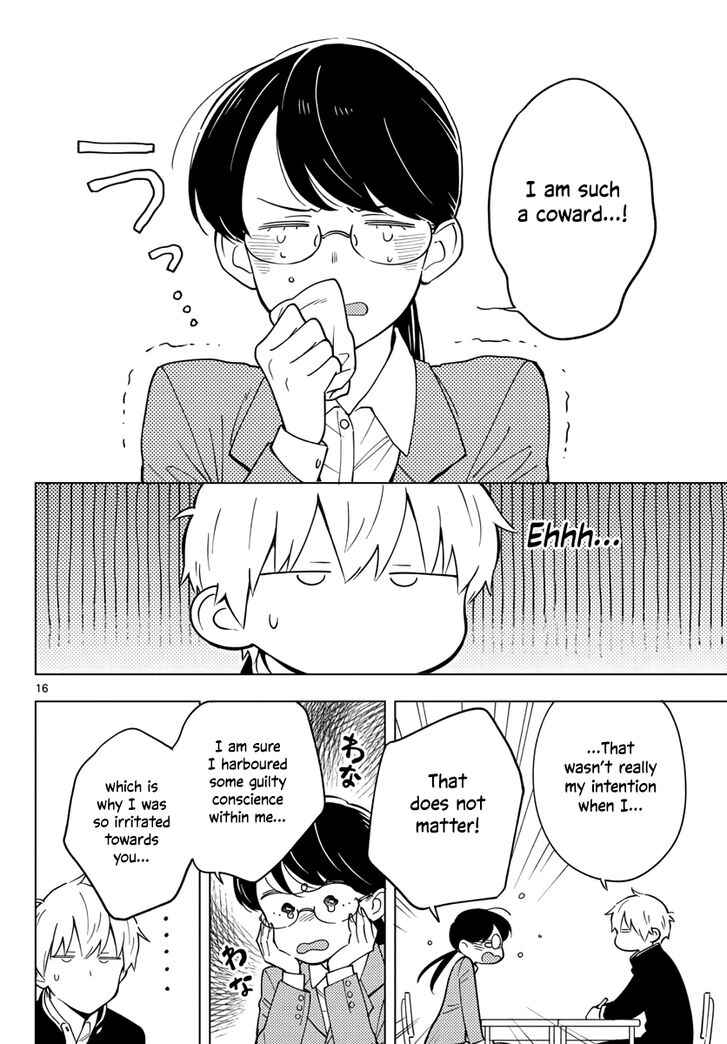 うっっ…
I am such
a coward...!
Ehhh...
16
...That
wasn't really
my intention
when I...
That
does not
matter!
わな
わな
I am sure
I harboured
some guilty
conscience
within me...
which is
why I was
so irritated
towards
you...